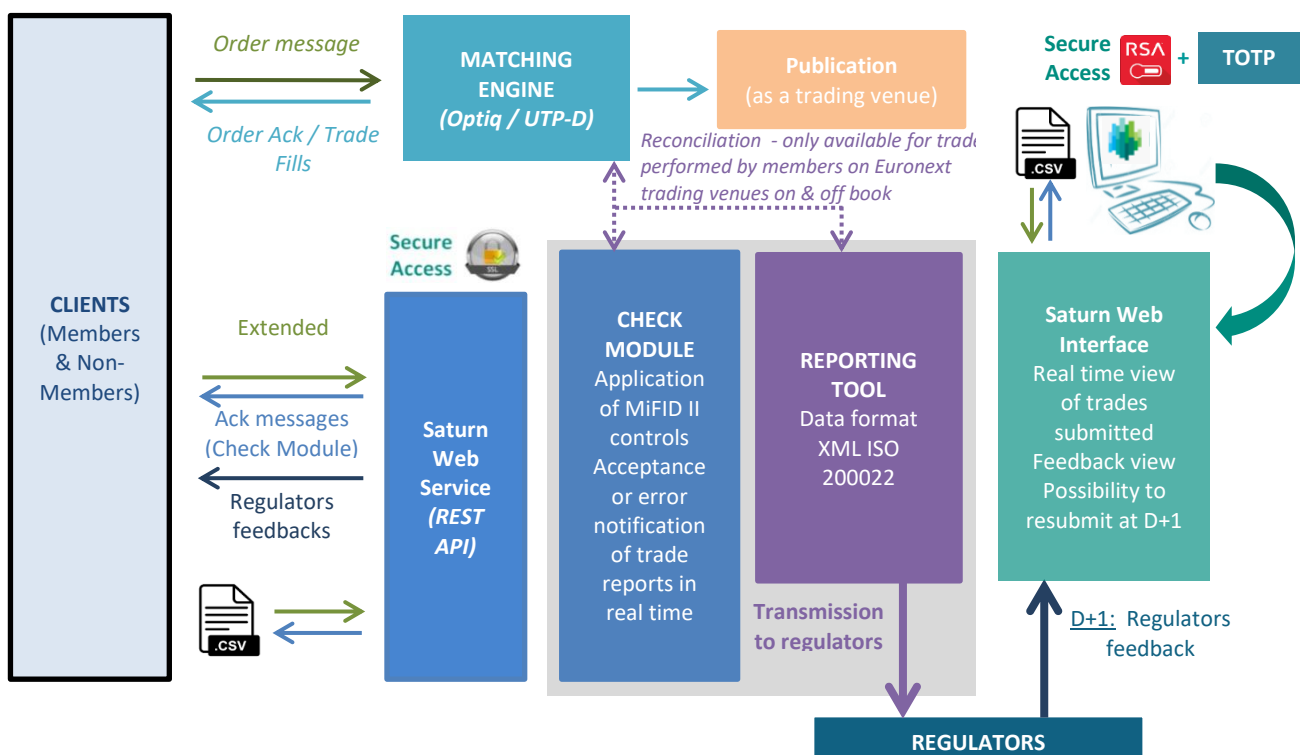 Order message
Order Ack / Trade
Fills
MATCHING
ENGINE
(Optiq / UTP-D)
Publication
(as a trading venue)
Reconciliation - only available for trade
performed by members on Euronext
trading venues on & off book
Secure
Access
RSA
+
TOTP
.CSV
CLIENTS
(Members
& Non-
Members)
Secure
Access
SSL
Extended
Ack messages
(Check Module)
Regulators
feedbacks
.CSV
Saturn
Web
Service
(REST
API)
CHECK
MODULE
Application
of MiFID II
controls
Acceptance
or error
notification
of trade
reports in
real time
REPORTING
TOOL
Data format
XML ISO
200022
Transmission
to regulators
Saturn Web
Interface
Real time view
of trades
submitted
Feedback view
Possibility to
resubmit at D+1
D+1: Regulators
feedback
REGULATORS